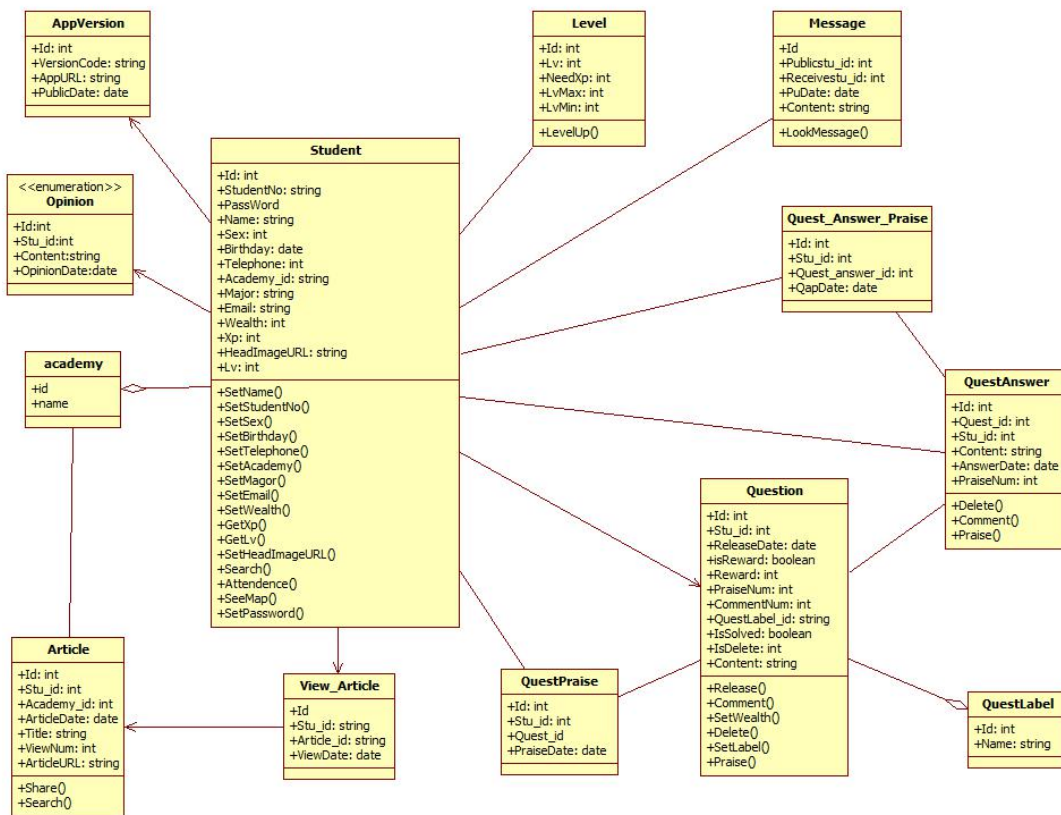 AppVersion
+Id: int
+VersionCode: string
+AppURL: string
+PublicDate: date
Level
+Id: int
+Lv: int
+NeedXp: int
+LvMax: int
+LvMin: int
+LevelUp()
Message
+Id
+Publicstu_id: int
+Receivestu_id: int
+PuDate: date
+Content: string
+LookMessage()
Student
+Id: int
+StudentNo: string
+PassWord
+Name: string
+Sex: int
+Birthday: date
+Telephone: int
+Academy_id: string
+Major: string
+Email: string
+Wealth: int
+Xp: int
+HeadImageURL: string
+Lv: int
+SetName()
+SetStudentNo()
+SetSex()
+SetBirthday()
+SetTelephone()
+SetAcademy()
+SetMagor()
+SetEmail()
+SetWealth()
+GetXp()
+GetLv()
+SetHeadImageURL()
+Search()
+Attendence()
+SeeMap()
+SetPassword()
<<enumeration>>
Opinion
+Id:int
+Stu_id:int
+Content:string
+OpinionDate:date
Quest_Answer_Praise
+Id: int
+Stu_id: int
+Quest_answer_id: int
+QapDate: date
academy
+id
+name
QuestAnswer
+Id: int
+Quest_id: int
+Stu_id: int
+Content: string
+AnswerDate: date
+PraiseNum: int
+Delete()
+Comment()
+Praise()
Question
+Id: int
+Stu_id: int
+ReleaseDate: date
+isReward: boolean
+Reward: int
+PraiseNum: int
+CommentNum: int
+QuestLabel_id: string
+IsSolved: boolean
+IsDelete: int
+Content: string
+Release()
+Comment()
+SetWealth()
+Delete()
+SetLabel()
+Praise()
Article
+Id: int
+Stu_id: int
+Academy_id: int
+ArticleDate: date
+Title: string
+ViewNum: int
+ArticleURL: string
+Share()
+Search()
View_Article
+Id
+Stu_id: string
+Article_id: string
+ViewDate: date
QuestPraise
+Id: int
+Stu_id: int
+Quest_id
+PraiseDate: date
QuestLabel
+Id: int
+Name: string